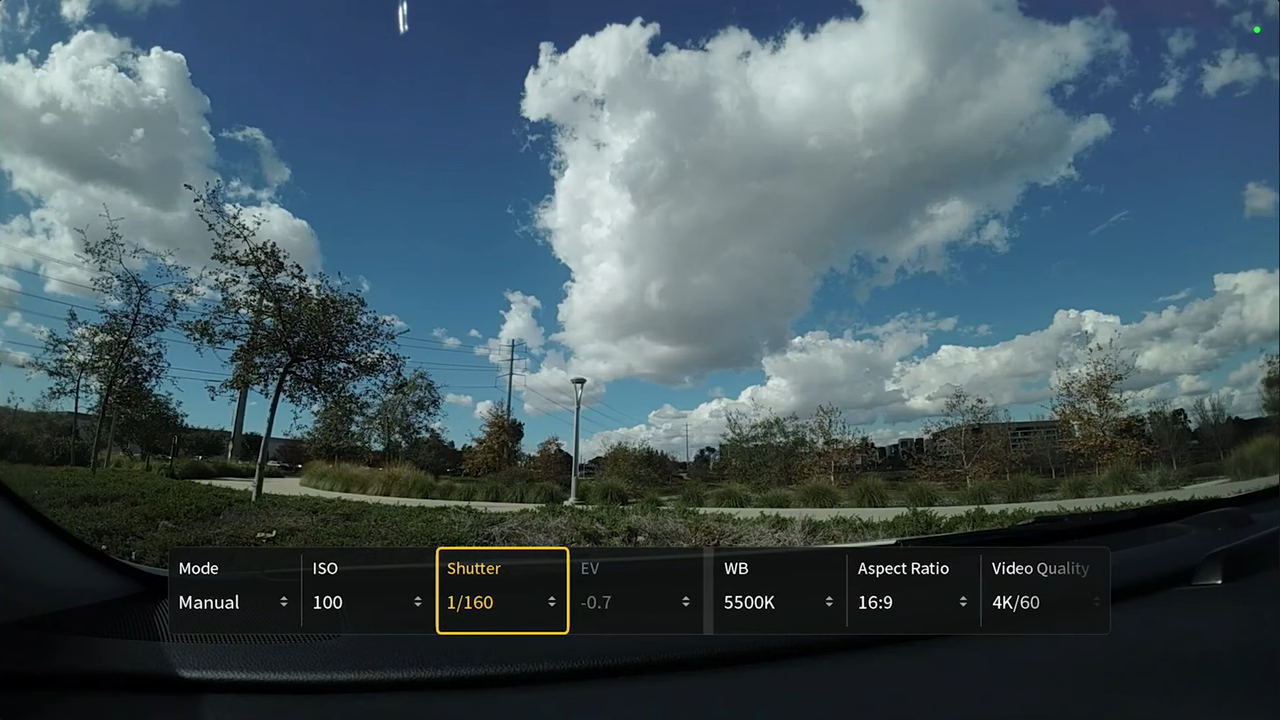 Mode ISO Shutter EV WB Aspect Ratio Video Quality
Manual 100 1/160 -0.7 5500K 16:9 4K/60